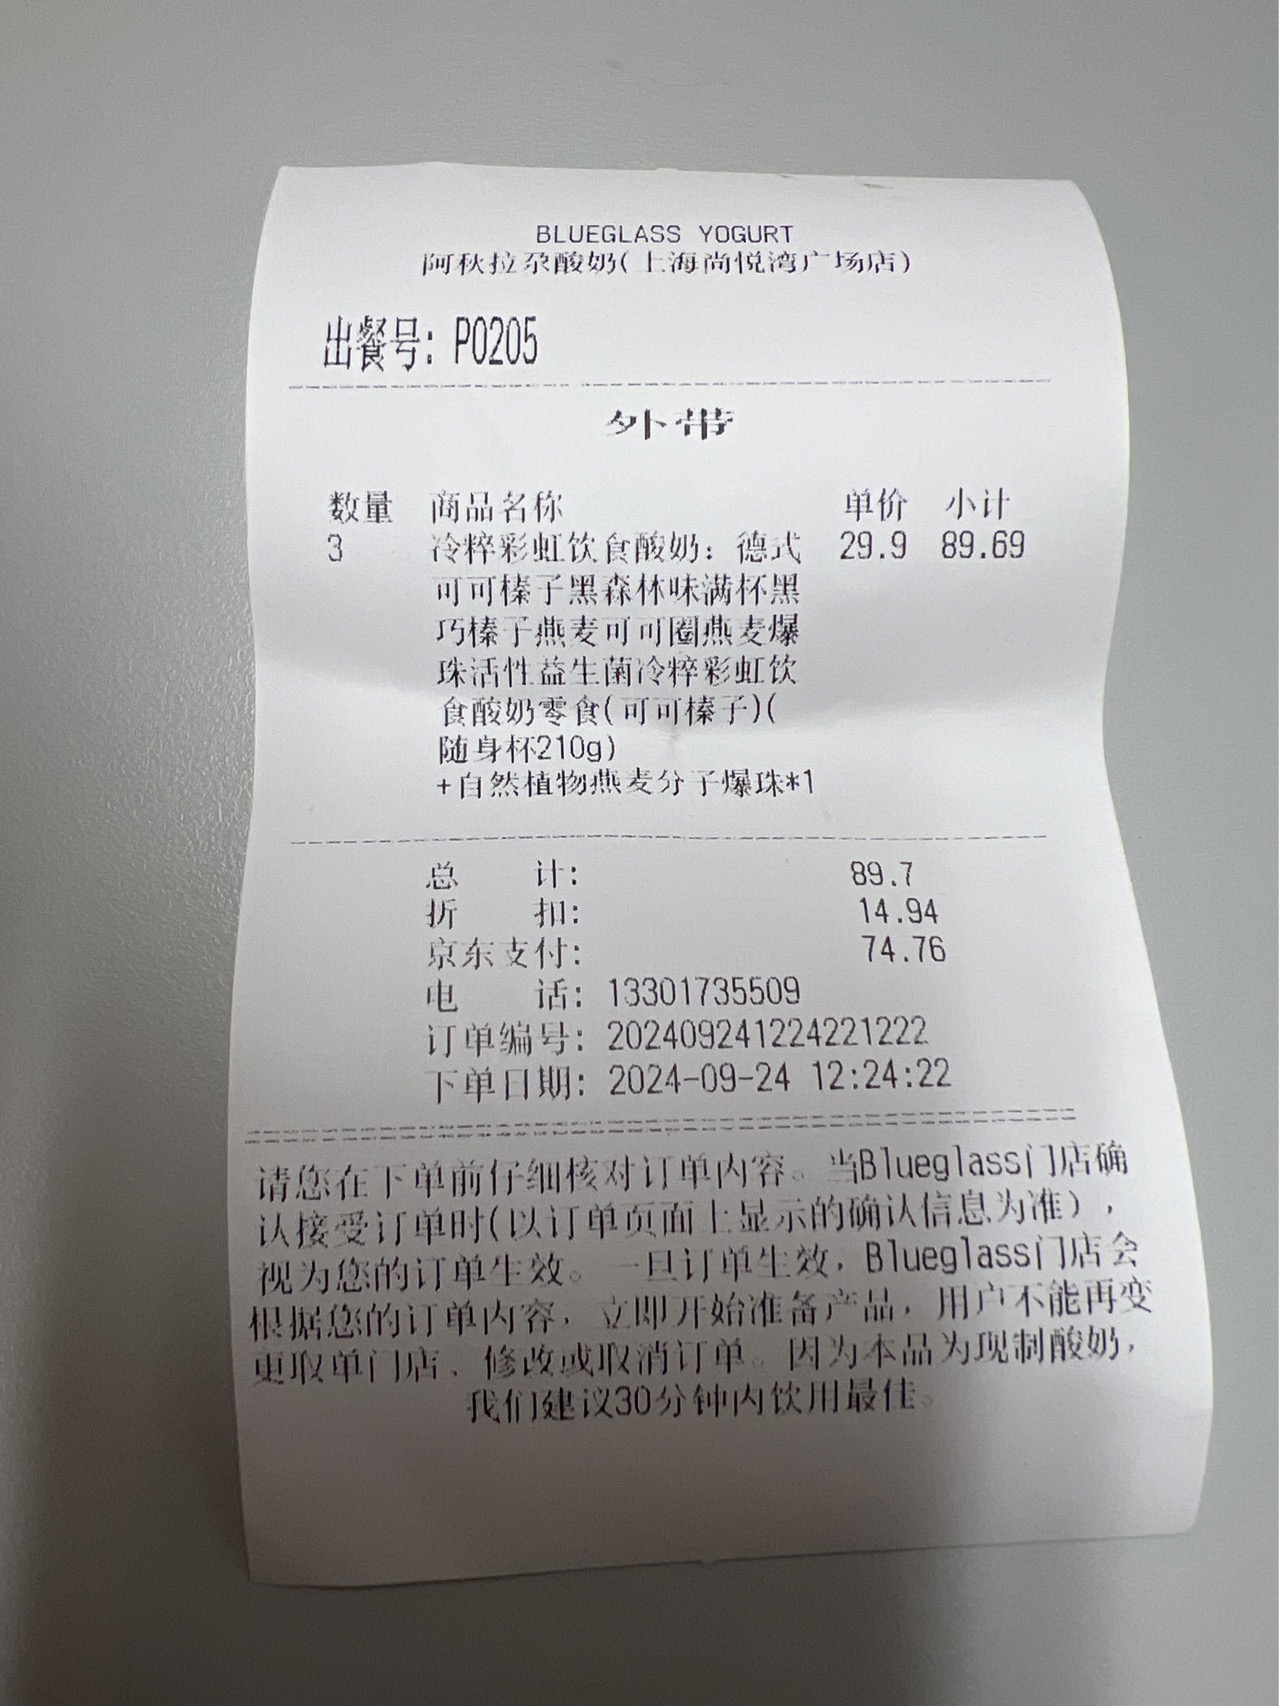 BLUEGLASS YOGURT
阿秋拉尕酸奶(上海尚悦湾广场店)
出餐号: P0205
外带
数量 商品名称 单价 小计
3 冷粹彩虹饮食酸奶: 德式 29.9 89.69
可可榛子黑森林味满杯黑
巧榛子燕麦可可圈燕麦爆
珠活性益生菌冷粹彩虹饮
食酸奶零食(可可榛子)(
随身杯210g)
+自然植物燕麦分子爆珠*1
总 计: 89.7
折 扣: 14.94
京东支付: 74.76
电 话: 13301735509
订单编号: 202409241224221222
下单日期: 2024-09-24 12:24:22
请您在下单前仔细核对订单内容。当Blueglass门店确
认接受订单时(以订单页面上显示的确认信息为准),
视为您的订单生效。一旦订单生效, Blueglass门店会
根据您的订单内容, 立即开始准备产品, 用户不能再变
更取单门店、修改或取消订单。因为本品为现制酸奶,
我们建议30分钟内饮用最佳。